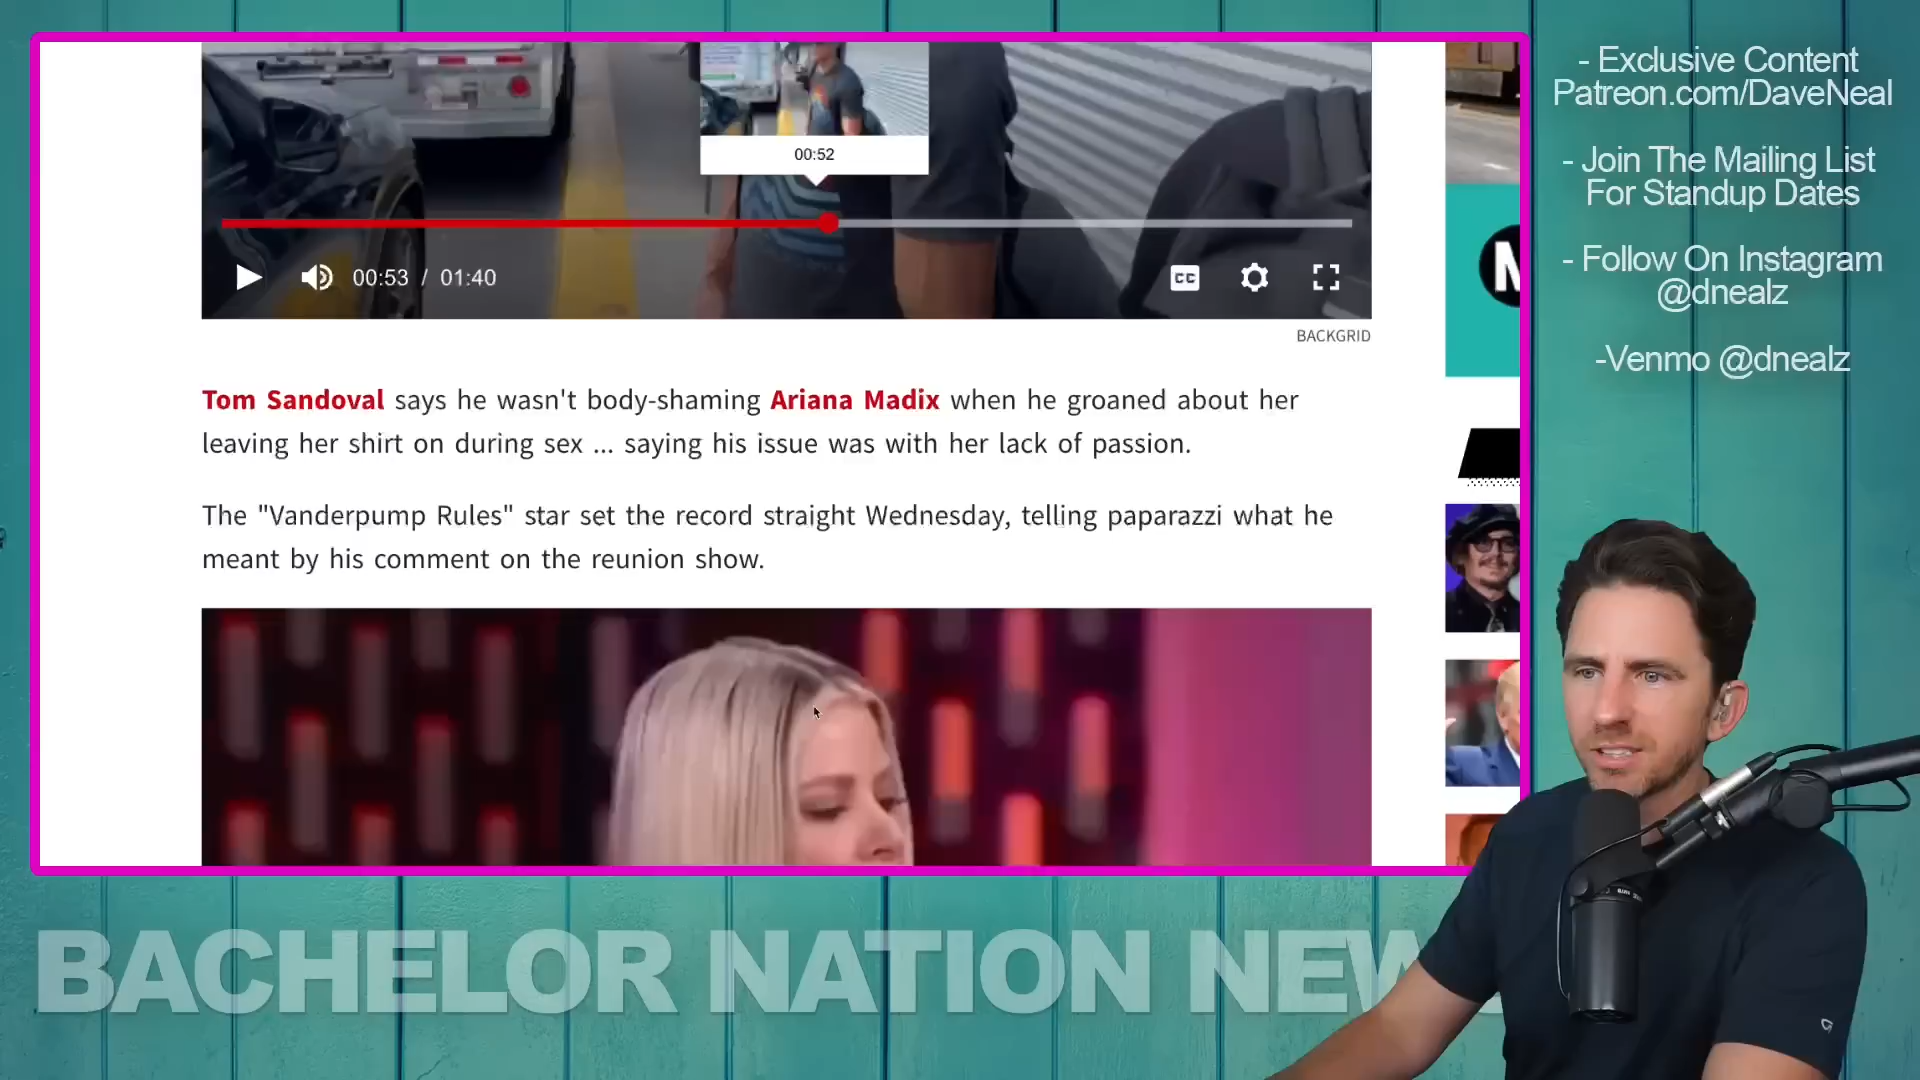 - Exclusive Content
Patreon.com/DaveNeal
- Join The Mailing List
For Standup Dates
- Follow On Instagram
@dnealz
-Venmo @dnealz
00:52
00:53 / 01:40
CC
BACKGRID
Tom Sandoval says he wasn't body-shaming Ariana Madix when he groaned about her
leaving her shirt on during sex ... saying his issue was with her lack of passion.
The "Vanderpump Rules" star set the record straight Wednesday, telling paparazzi what he
meant by his comment on the reunion show.
BACHELOR NATION NEW